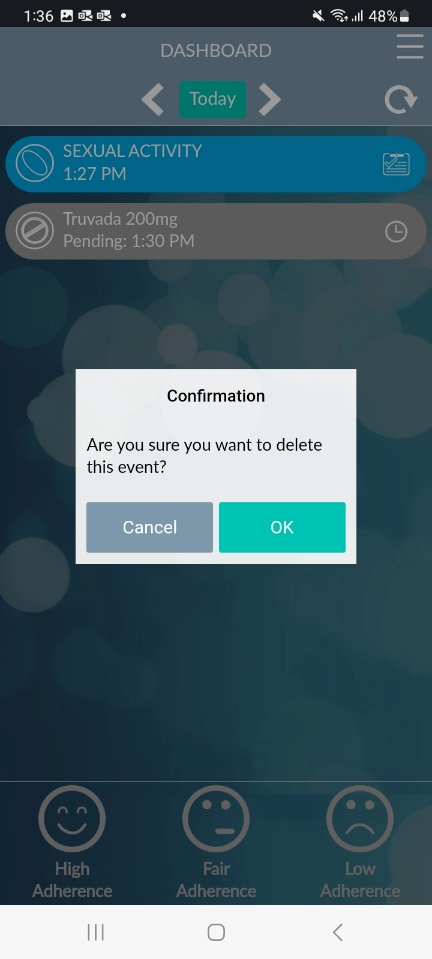 1:36
48%
DASHBOARD
Today
SEXUAL ACTIVITY
1:27 PM
Truvada 200mg
Pending: 1:30 PM
Confirmation
Are you sure you want to delete
this event?
Cancel
OK
High
Adherence
Fair
Adherence
Low
Adherence